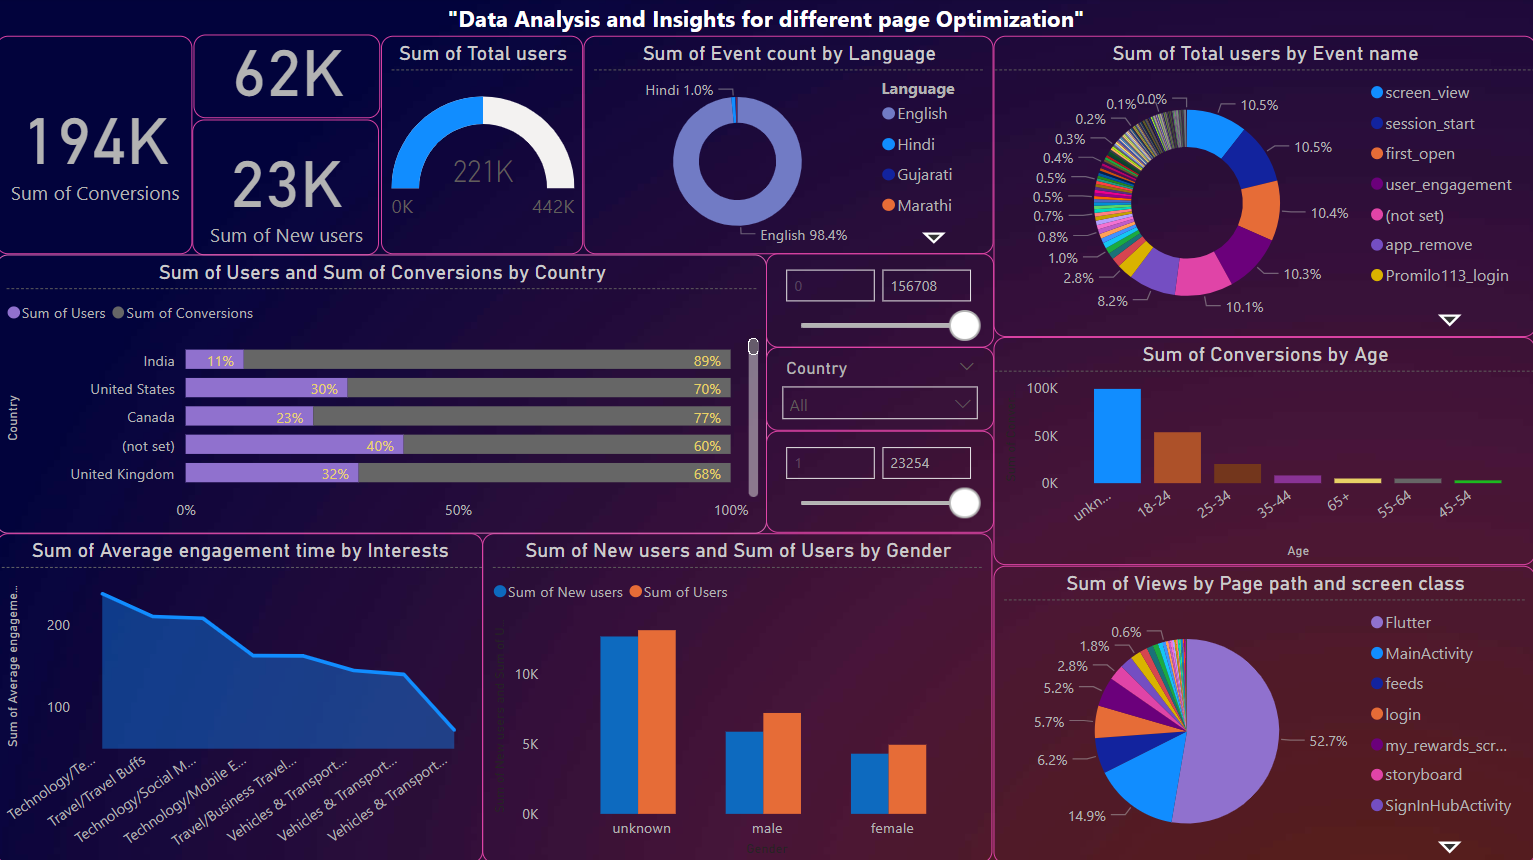 "Data Analysis and Insights for different page Optimization"
194K
Sum of Conversions
62K
23K
Sum of New users
Sum of Total users
221K
0K
442K
Sum of Event count by Language
Hindi 1.0%
English 98.4%
Language
English
Hindi
Gujarati
Marathi
Sum of Total users by Event name
10.5%
10.5%
10.4%
10.3%
10.1%
8.2%
2.8%
1.0%
0.8%
0.7%
0.5%
0.5%
0.4%
0.3%
0.2%
0.1%
0.0%
screen_view
session_start
first_open
user_engagement
(not set)
app_remove
Promilo113_login
Sum of Users and Sum of Conversions by Country
Sum of Users
Sum of Conversions
Country
India 11% 89%
United States 30% 70%
Canada 23% 77%
(not set) 40% 60%
United Kingdom 32% 68%
0% 50% 100%
0 156708
Country
All
1 23254
Sum of Conversions by Age
100K
50K
0K
unkn...
18-24
25-34
35-44
65+
55-64
45-54
Age
Sum of Average engagement time by Interests
Sum of Average engageme...
200
100
Technology/Te...
Travel/Travel Buffs
Technology/Social M...
Technology/Mobile E...
Travel/Business Travel...
Vehicles & Transport...
Vehicles & Transport...
Vehicles & Transport...
Sum of New users and Sum of Users by Gender
Sum of New users
Sum of Users
10K
5K
0K
unknown
male
female
Sum of Views by Page path and screen class
0.6%
1.8%
2.8%
5.2%
5.7%
6.2%
14.9%
52.7%
Flutter
MainActivity
feeds
login
my_rewards_scr...
storyboard
SignInHubActivity